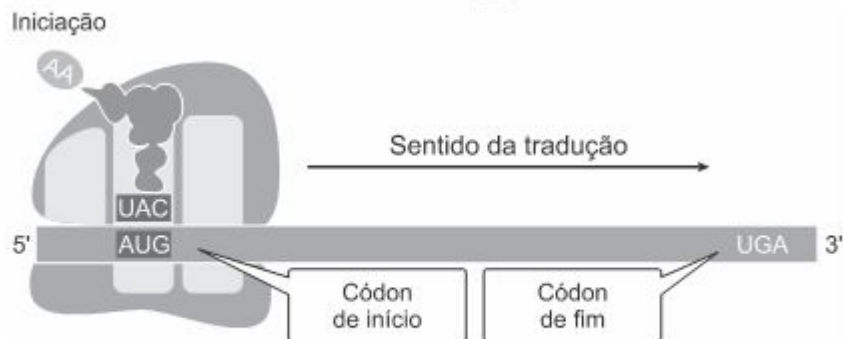 Iniciação
AA
Sentido da tradução
UAC
5' AUG UGA 3'
Códon
de início
Códon
de fim